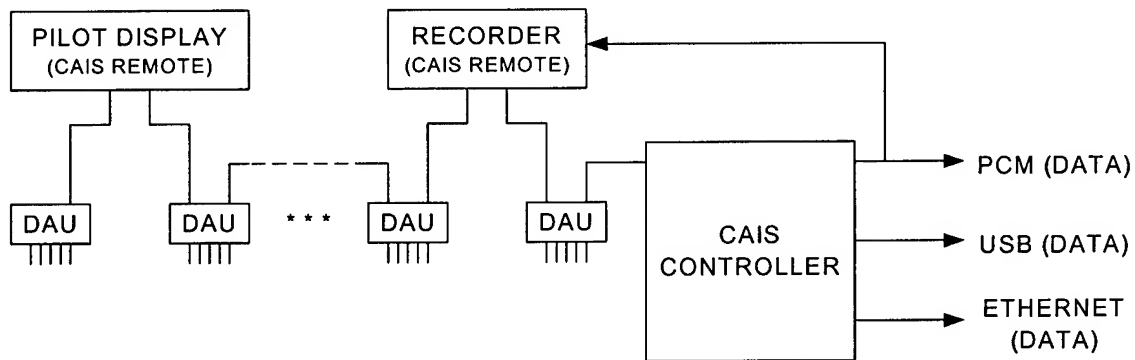 PILOT DISPLAY
(CAIS REMOTE)
RECORDER
(CAIS REMOTE)
DAU
DAU
* * *
DAU
DAU
CAIS
CONTROLLER
PCM (DATA)
USB (DATA)
ETHERNET
(DATA)